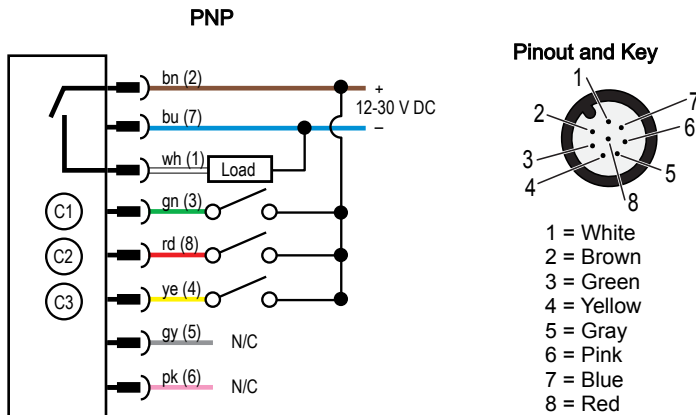 PNP
bn (2)
+
12-30 V DC
bu (7)
–
wh (1)
Load
C1
gn (3)
C2
rd (8)
C3
ye (4)
gy (5)
N/C
pk (6)
N/C
Pinout and Key
1
2
7
6
3
4
5
8
1 = White
2 = Brown
3 = Green
4 = Yellow
5 = Gray
6 = Pink
7 = Blue
8 = Red